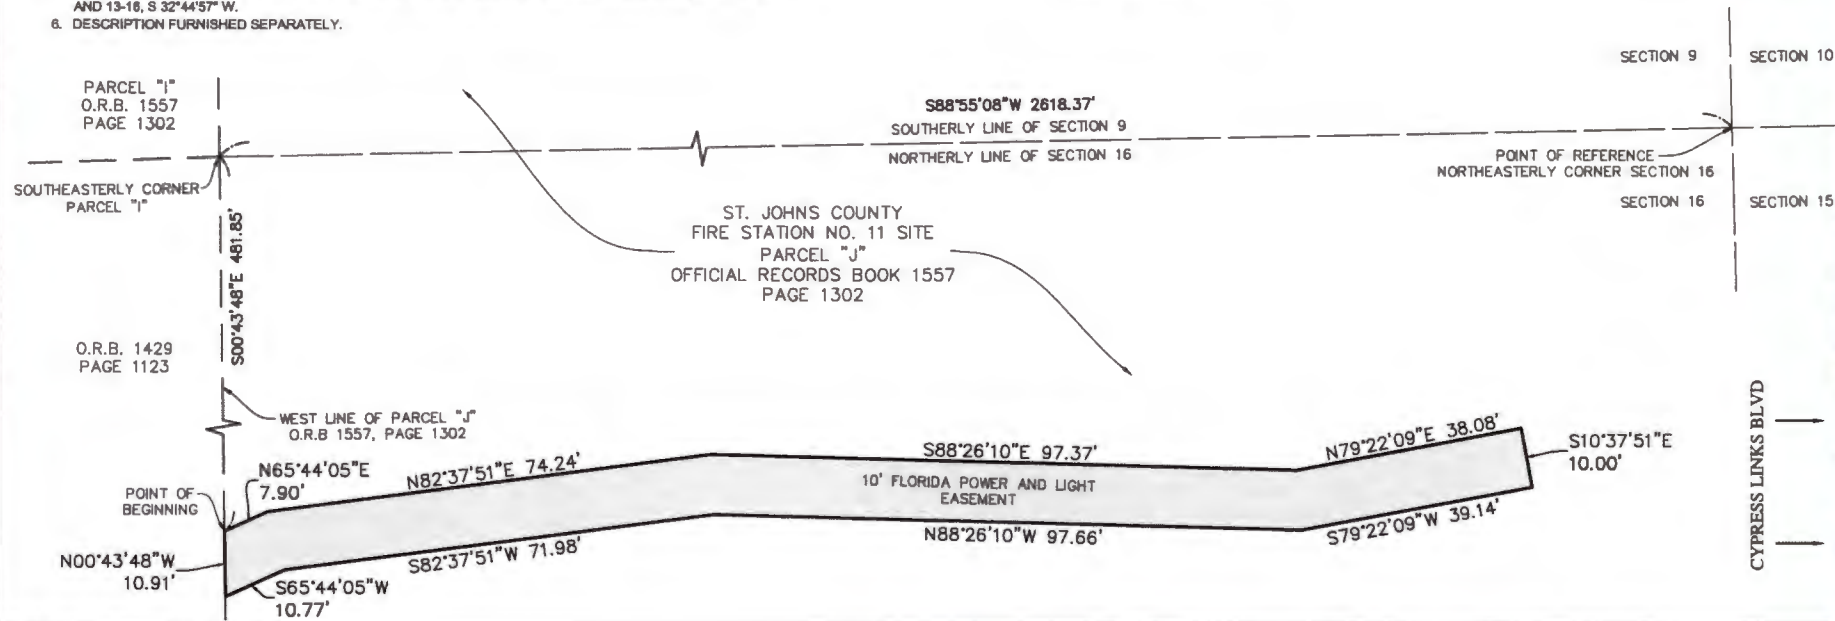 AND 13-16, S 32°44'57" W.
6. DESCRIPTION FURNISHED SEPARATELY.
SECTION 9
SECTION 10
PARCEL "I"
O.R.B. 1557
PAGE 1302
S88°55'08"W 2618.37'
SOUTHERLY LINE OF SECTION 9
NORTHERLY LINE OF SECTION 16
POINT OF REFERENCE
NORTHEASTERLY CORNER SECTION 16
SOUTHEASTERLY CORNER
PARCEL "I"
SECTION 16
SECTION 15
ST. JOHNS COUNTY
FIRE STATION NO. 11 SITE
PARCEL "J"
OFFICIAL RECORDS BOOK 1557
PAGE 1302
S00°43'48"E 481.85'
O.R.B. 1429
PAGE 1123
WEST LINE OF PARCEL "J"
O.R.B 1557, PAGE 1302
N65°44'05"E
7.90'
N82°37'51"E 74.24'
S88°26'10"E 97.37'
N79°22'09"E 38.08'
S10°37'51"E
10.00'
POINT OF
BEGINNING
10' FLORIDA POWER AND LIGHT
EASEMENT
N00°43'48"W
10.91'
S65°44'05"W
10.77'
S82°37'51"W 71.98'
N88°26'10"W 97.66'
S79°22'09"W 39.14'
CYPRESS LINKS BLVD